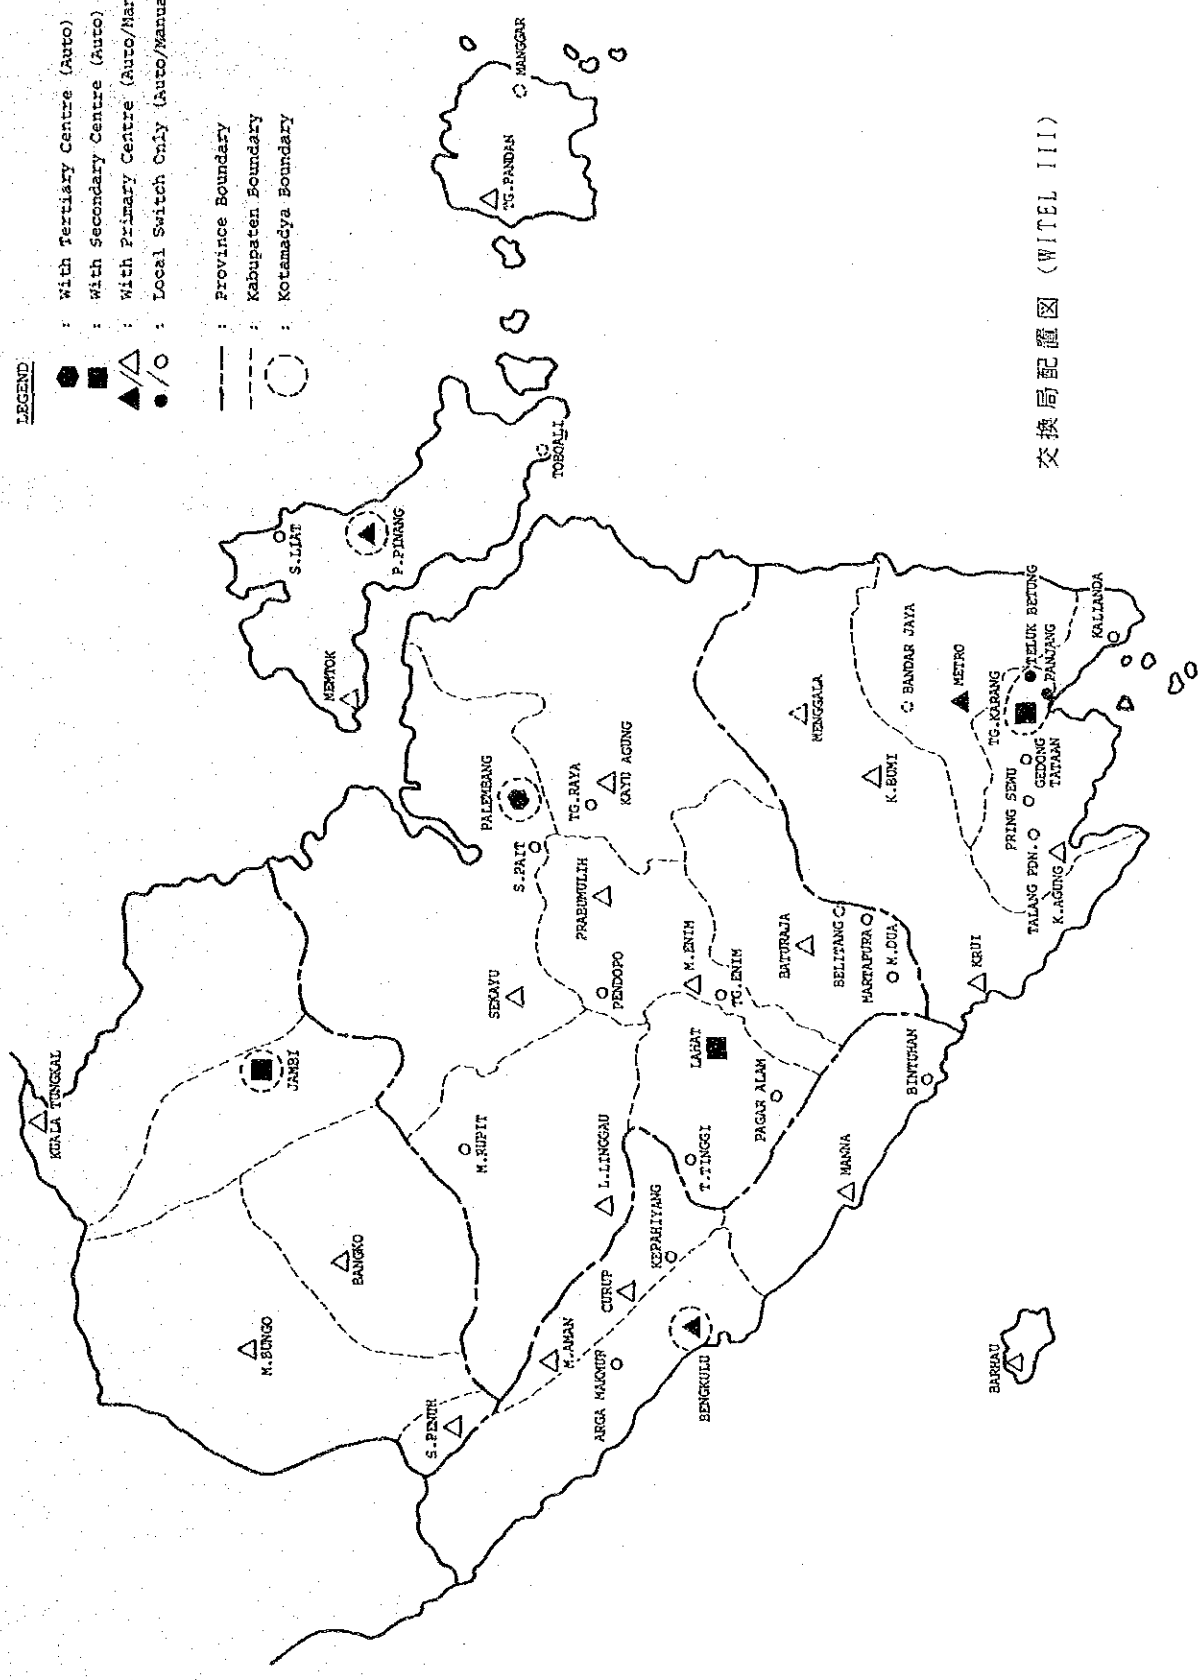 LEGEND
: With Tertiary Centre (Auto)
: With Secondary Centre (Auto)
: With Primary Centre (Auto/Man
: Local Switch Only (Auto/Manua
: Province Boundary
: Kabupaten Boundary
: Kotamadya Boundary
KUALA TUNGKAL
JAMBI
M.BUNGO
BANGKO
S.PENUH
MEMTOK
S.LIAT
P.PINANG
TOBOALI
TG.PANDAN
MANGGAR
PALEMBANG
S.PAIT
TG.RAYA
KAYU AGUNG
SEKAYU
PRABUMULIH
PENDOPO
M.RUPIT
L.LINGGAU
M.ENIM
TG.ENIM
LAHAT
PAGAR ALAM
T.TINGGI
KEPAHIYANG
CURUP
M.AMAN
ARGA MAKMUR
BENGKULU
MANNA
BINTUHAN
BATURAJA
BELITANG
MARTAPURA
M.DUA
KRUI
MENGGALA
K.BUMI
BANDAR JAYA
METRO
TG.KARANG
TELUK BETUNG
PANJANG
GEDONG
TATAAN
PRING SEWU
TALANG PDN.
K.AGUNG
KALIANDA
BARHAU
交換局配置図 (WITEL III)